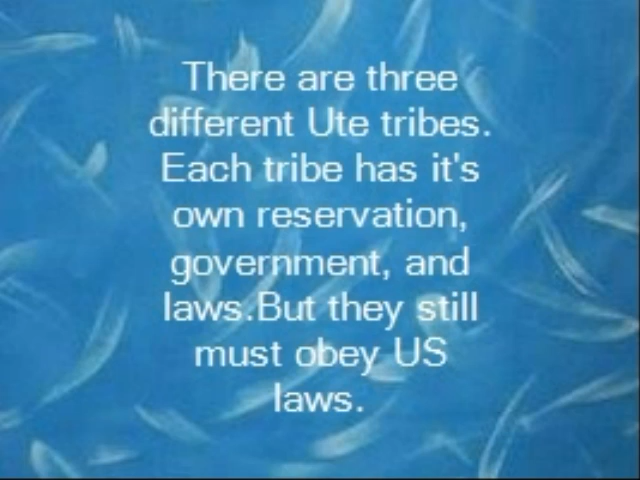 There are three
different Ute tribes.
Each tribe has it's
own reservation,
government, and
laws.But they still
must obey US
laws.